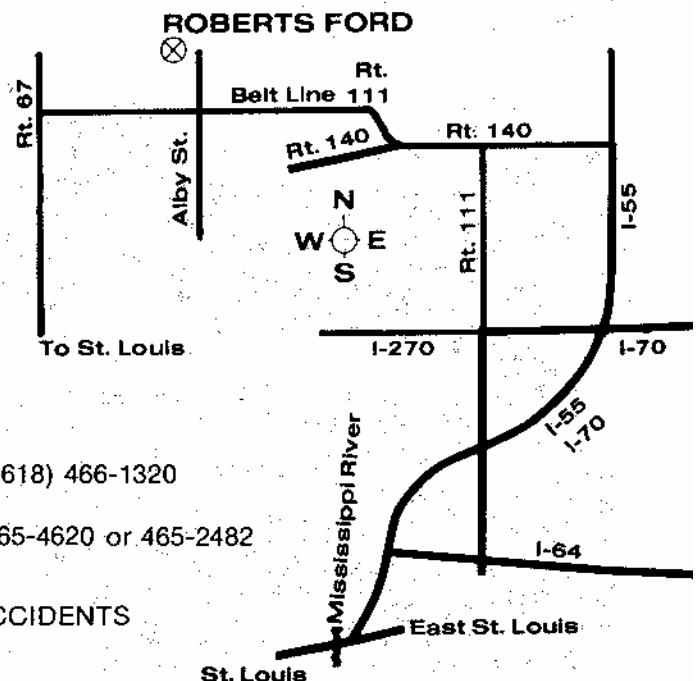 ROBERTS FORD
Rt. 67
Alby St.
Belt Line
Rt.
111
Rt. 140
Rt. 140
Rt. 111
I-55
N
W E
S
To St. Louis
I-270
I-70
I-55
I-70
618) 466-1320
65-4620 or 465-2482
CCIDENTS
Mississippi River
I-64
East St. Louis
St. Louis